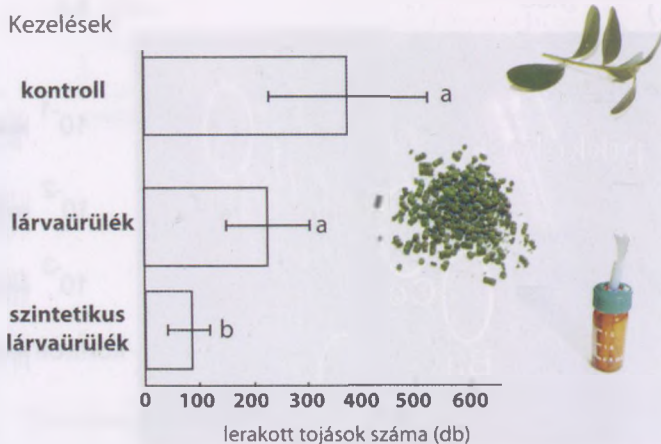 Kezelések
kontroll
a
lárvaürülék
a
szintetikus
lárvaürülék
b
0 100 200 300 400 500 600
lerakott tojások száma (db)